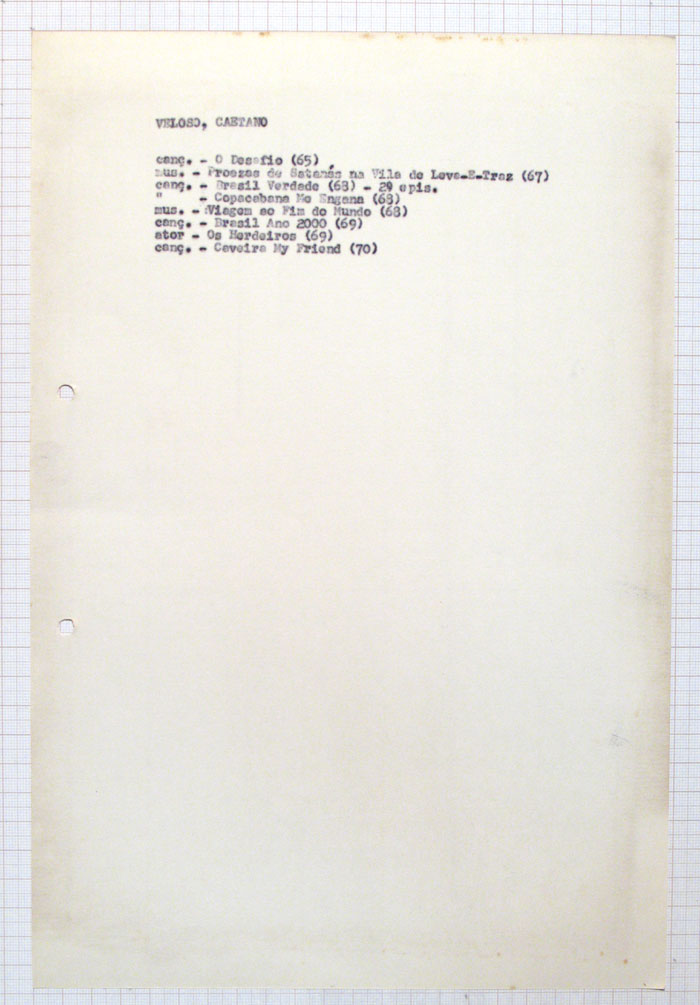 VELOSO, CAETANO
canç. - O Desafio (65)
mus. - Proezas de Satanás na Vila de Leva-E-Traz (67)
canç. - Brasil Verdade (68) - 2º epis.
" - Copacabana Me Engana (68)
mus. - Viagem ao Fim do Mundo (68)
canç. - Brasil Ano 2000 (69)
ator - Os Herdeiros (69)
canç. - Caveira My Friend (70)